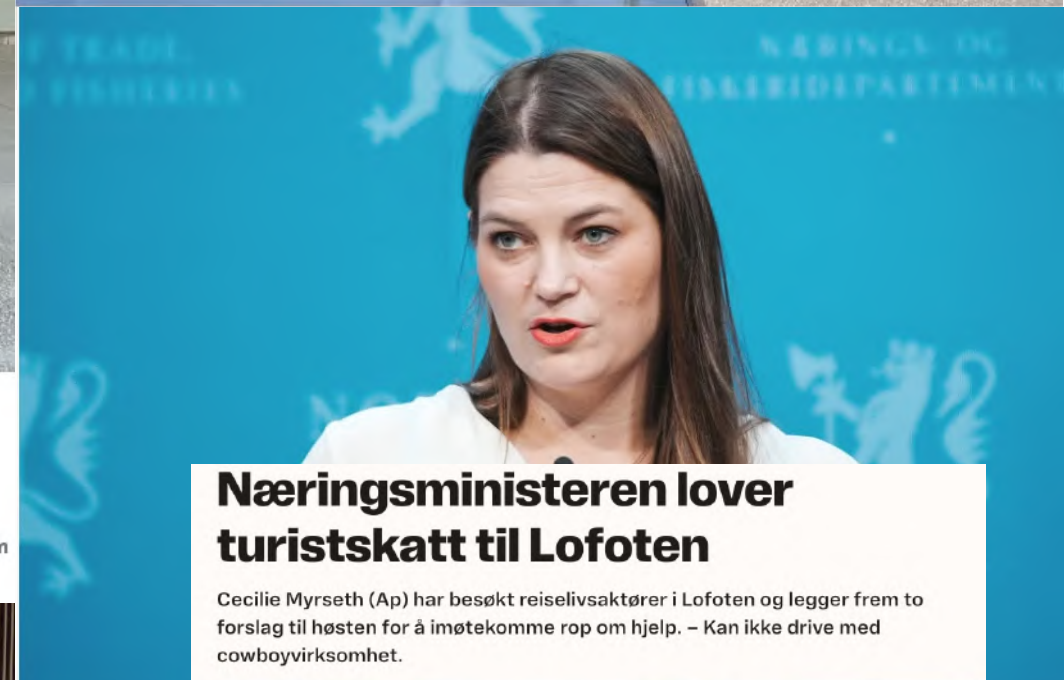 F TRADE,
D FISHERIES
NÆRINGS- OG
FISKERIDEPARTEMENT
NO
Næringsministeren lover
turistskatt til Lofoten
Cecilie Myrseth (Ap) har besøkt reiselivsaktører i Lofoten og legger frem to
forslag til høsten for å imøtekomme rop om hjelp. – Kan ikke drive med
cowboyvirksomhet.